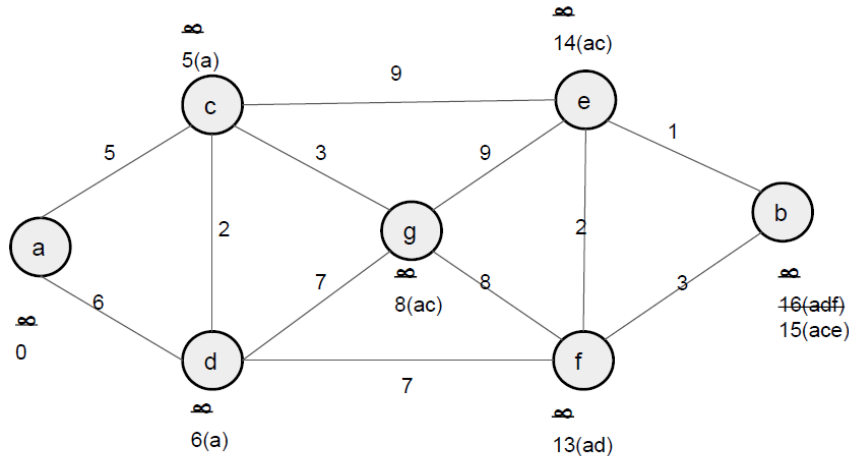 ∞
5(a)
∞
14(ac)
c
9
e
5
3
9
1
2
2
a
g
b
6
7
∞
8(ac)
8
3
∞
0
∞
16(adf)
15(ace)
d
7
f
∞
6(a)
∞
13(ad)